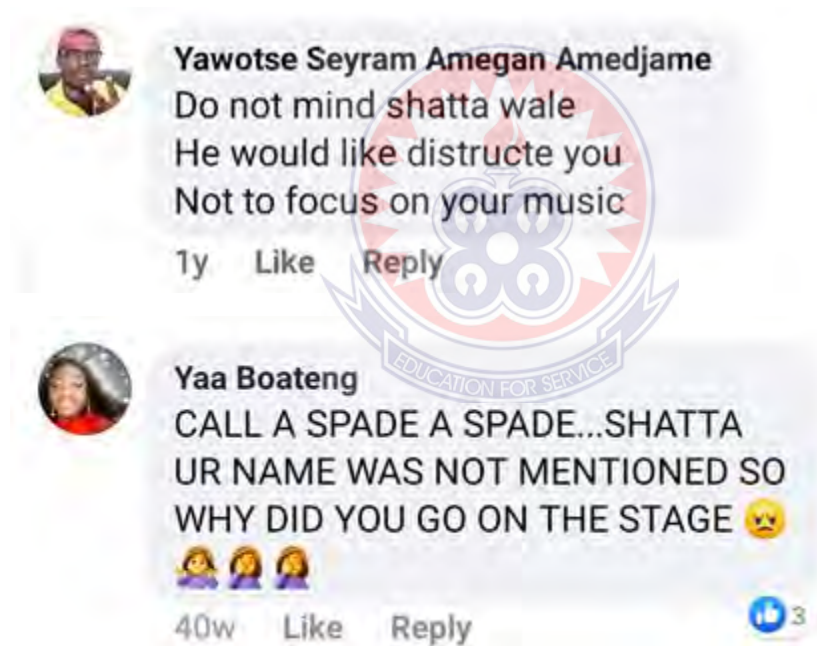 Yawotse Seyram Amegan Amedjame
Do not mind shatta wale
He would like distructe you
Not to focus on your music
1y Like Reply
EDUCATION FOR SERVICE
Yaa Boateng
CALL A SPADE A SPADE...SHATTA
UR NAME WAS NOT MENTIONED SO
WHY DID YOU GO ON THE STAGE 😡
🤷‍♀️🤦‍♀️🤦‍♀️
40w Like Reply 3